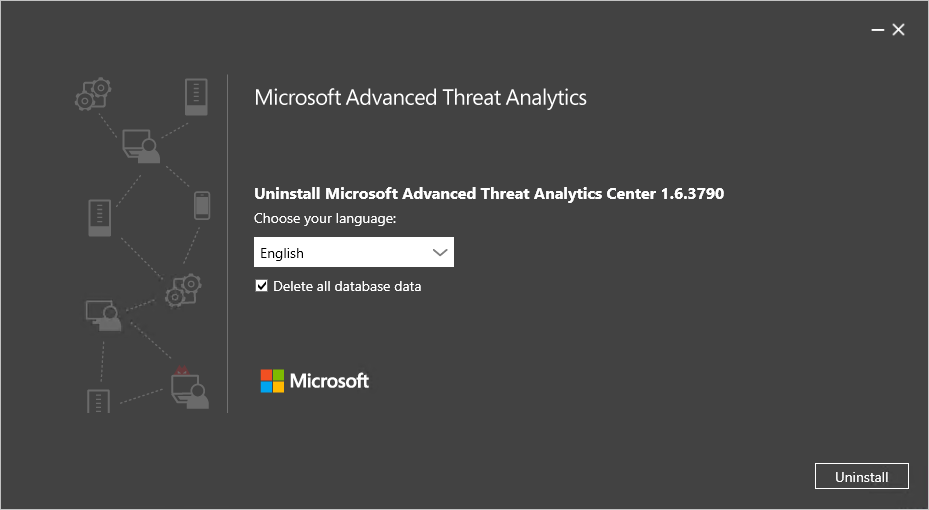 Microsoft Advanced Threat Analytics
Uninstall Microsoft Advanced Threat Analytics Center 1.6.3790
Choose your language:
English
Delete all database data
Microsoft
Uninstall